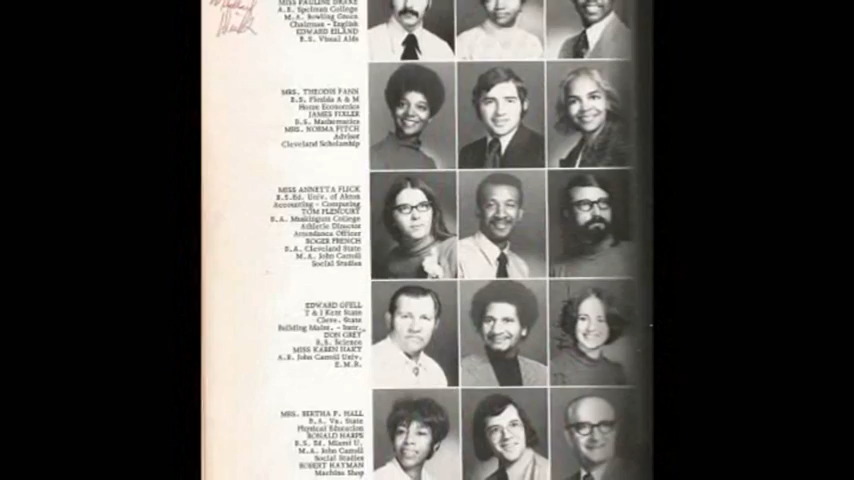 MISS PAULINE DRAKE
A.B. Spelman College
M.A. Bowling Green
Chairman - English
EDWARD EILAND
B.S. Visual Aids
MRS. THEODIS FANN
B.S. Florida A & M
Home Economics
JAMES FIXLER
B.S. Mathematics
MRS. NORMA FITCH
Advisor
Cleveland Scholarship
MISS ANNETTA FLICK
B.S.Ed. Univ. of Akron
Accounting - Computing
TOM FLENOURY
B.A. Muskingum College
Athletic Director
Attendance Officer
ROGER FRENCH
B.A. Cleveland State
M.A. John Carroll
Social Studies
EDWARD GFELL
T & I Kent State
Cleve. State
Building Maint. - Instr.
DON GREY
B.S. Science
MISS KAREN HAKY
A.B. John Carroll Univ.
E.M.R.
MRS. BERTHA P. HALL
B.A. Va. State
Physical Education
RONALD HARPS
B.S. Ed. Miami U.
M.A. John Carroll
Social Studies
ROBERT HAYMAN
Machine Shop